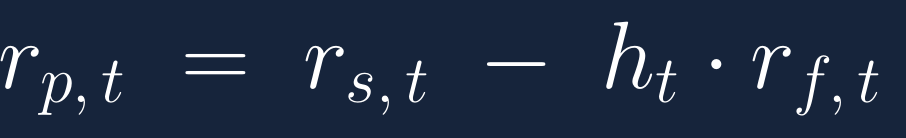 r_{p,t} = r_{s,t} − h_t · r_{f,t}